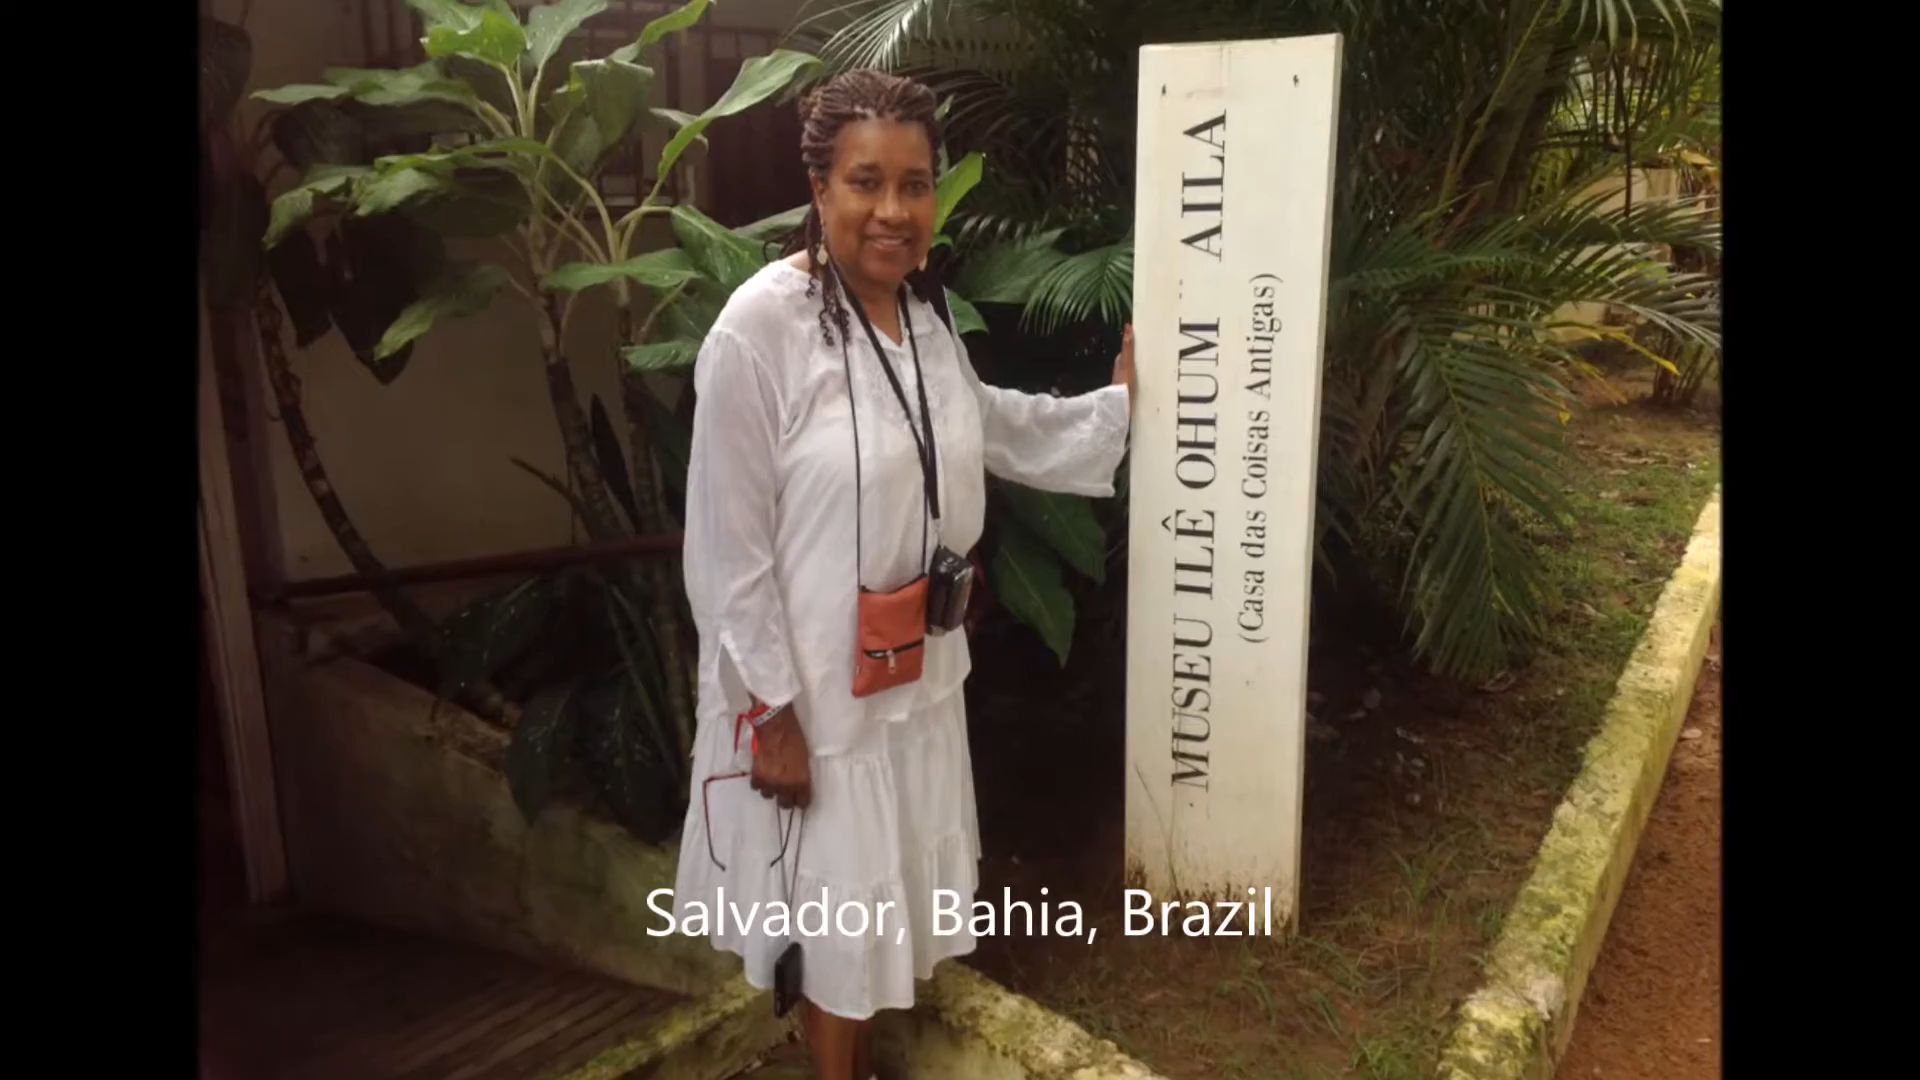 MUSEU ILÊ OHUM AILA
(Casa das Coisas Antigas)
Salvador, Bahia, Brazil